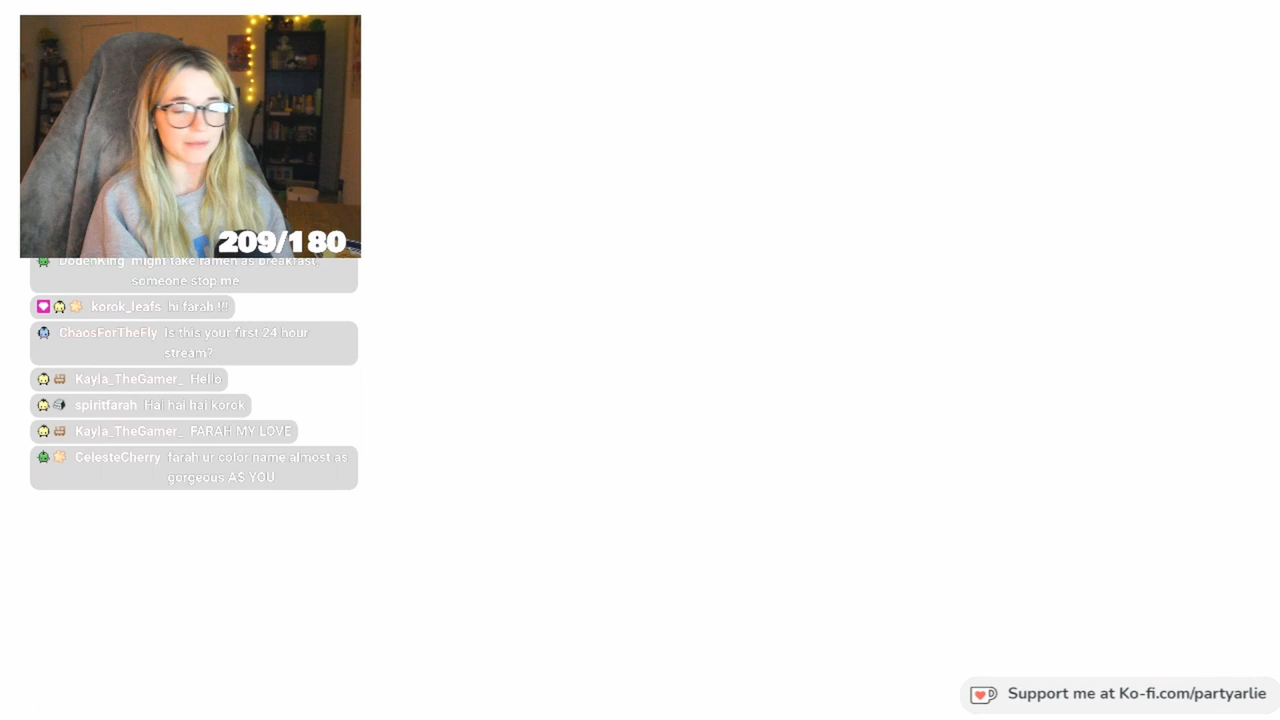 209/180
DodenKing might take ramen as breakfast,
someone stop me
korok_leafs hi farah !!!
ChaosForTheFly Is this your first 24 hour
stream?
Kayla_TheGamer_ Hello
spiritfarah Hai hai hai korok
Kayla_TheGamer_ FARAH MY LOVE
CelesteCherry farah ur color name almost as
gorgeous AS YOU
Support me at Ko-fi.com/partyarlie